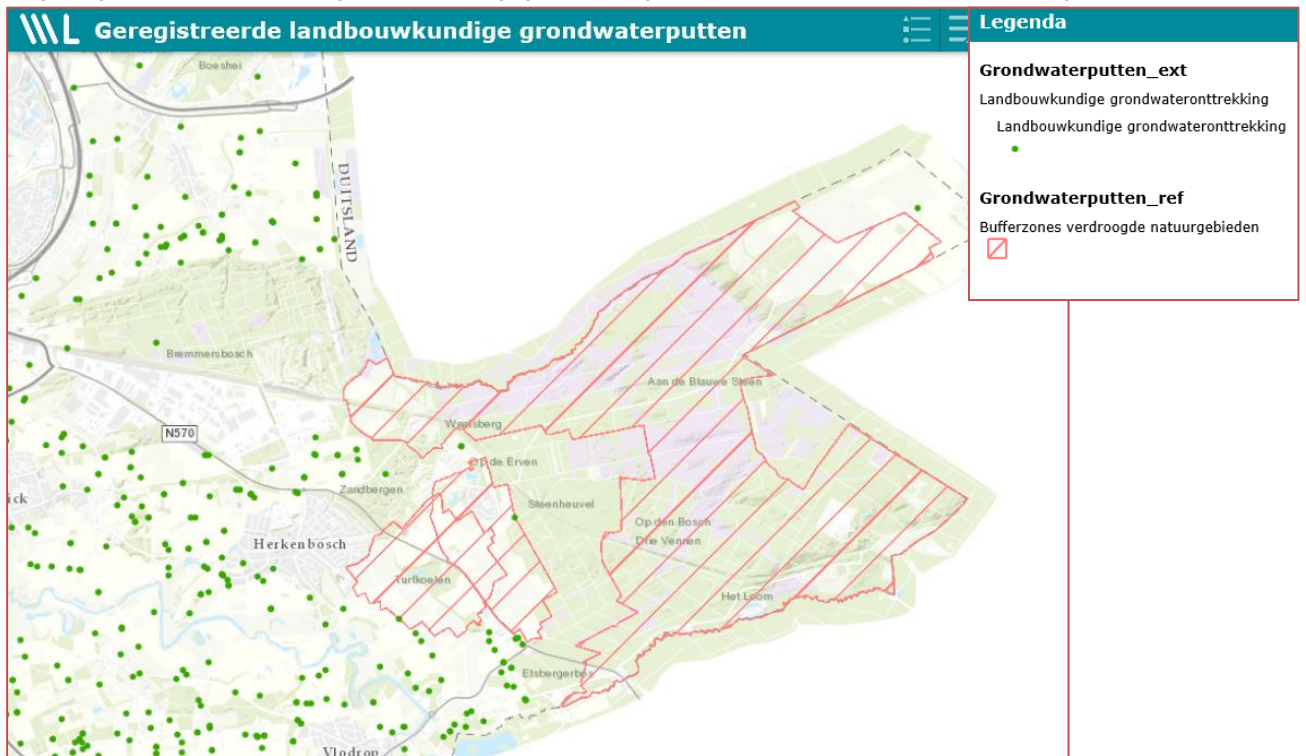 WL Geregistreerde landbouwkundige grondwaterputten
Legenda
Grondwaterputten_ext
Landbouwkundige grondwateronttrekking
Landbouwkundige grondwateronttrekking
Grondwaterputten_ref
Bufferzones verdroogde natuurgebieden
Boeshei
DUITSLAND
Bremmersbosch
Aan de Blauwe Steen
N570
Waalsberg
Op de Erven
Zandbergen
ick
Steenheuvel
Op den Bosch
Drie Vennen
Herkenbosch
Turfkoelen
Het Loom
Etsbergerbos
Vlodrop